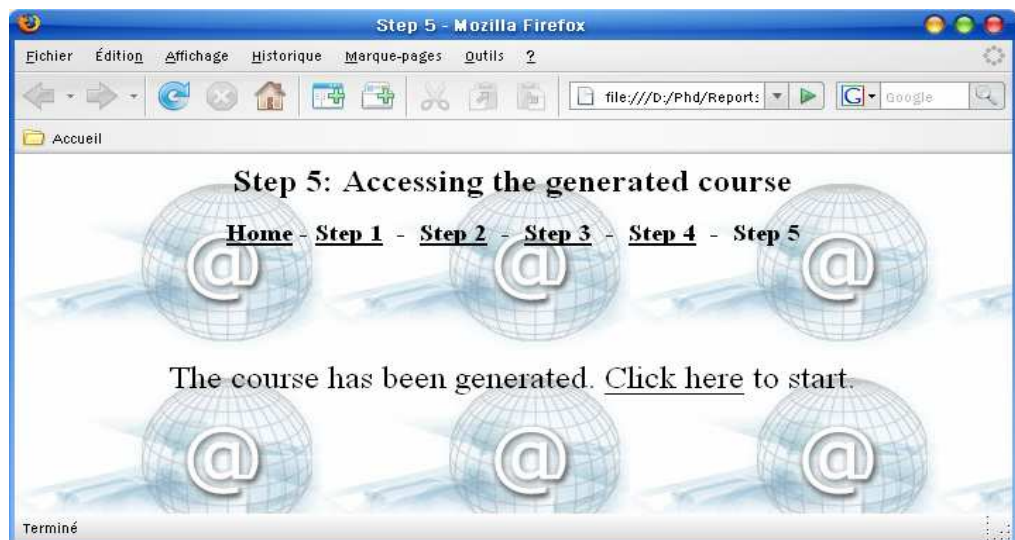 Step 5 - Mozilla Firefox
Fichier Édition Affichage Historique Marque-pages Outils ?
file:///D:/Phd/Reports G Google
Accueil
Step 5: Accessing the generated course
Home - Step 1 - Step 2 - Step 3 - Step 4 - Step 5
@ @ @
The course has been generated. Click here to start.
@ @ @
Terminé